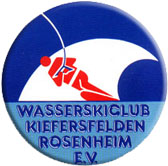 WASSERSKICLUB
KIEFERSFELDEN
ROSENHEIM
E.V.